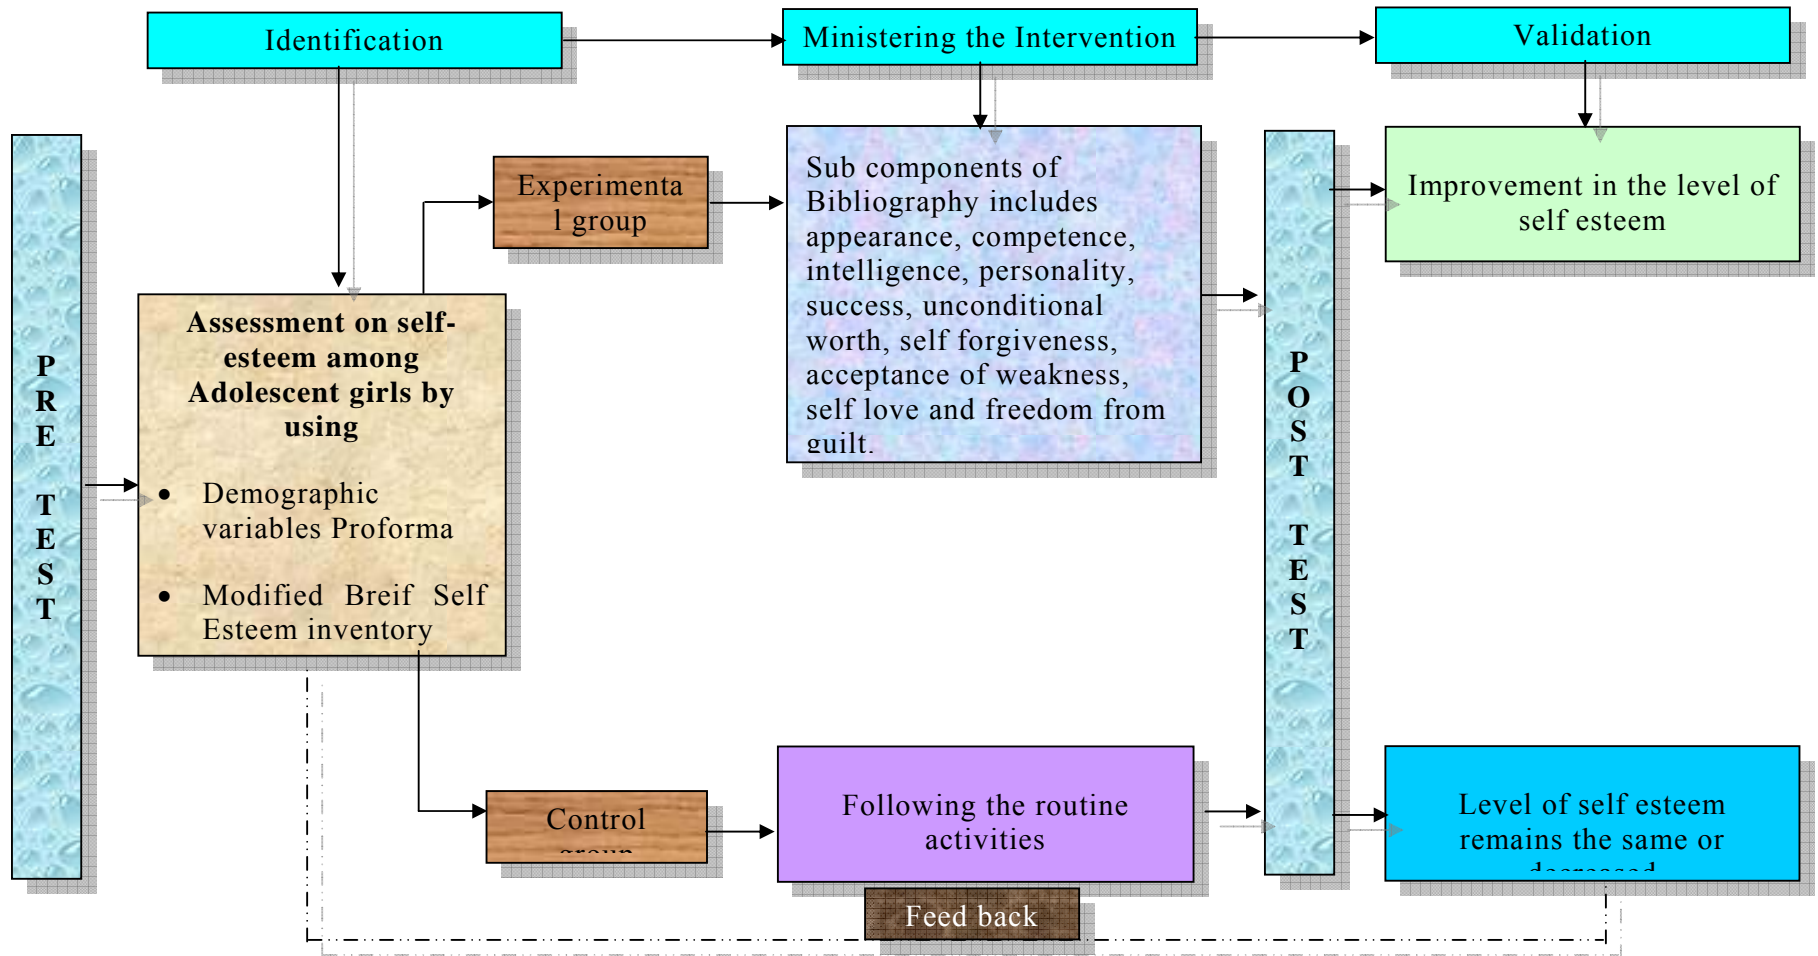 Identification
Ministering the Intervention
Validation
P
R
E
T
E
S
T
Assessment on self-
esteem among
Adolescent girls by
using
• Demographic
variables Proforma
• Modified Breif Self
Esteem inventory
Experimenta
l group
Sub components of
Bibliography includes
appearance, competence,
intelligence, personality,
success, unconditional
worth, self forgiveness,
acceptance of weakness,
self love and freedom from
guilt.
P
O
S
T
T
E
S
T
Improvement in the level of
self esteem
Control
group
Following the routine
activities
Level of self esteem
remains the same or
decreased
Feed back